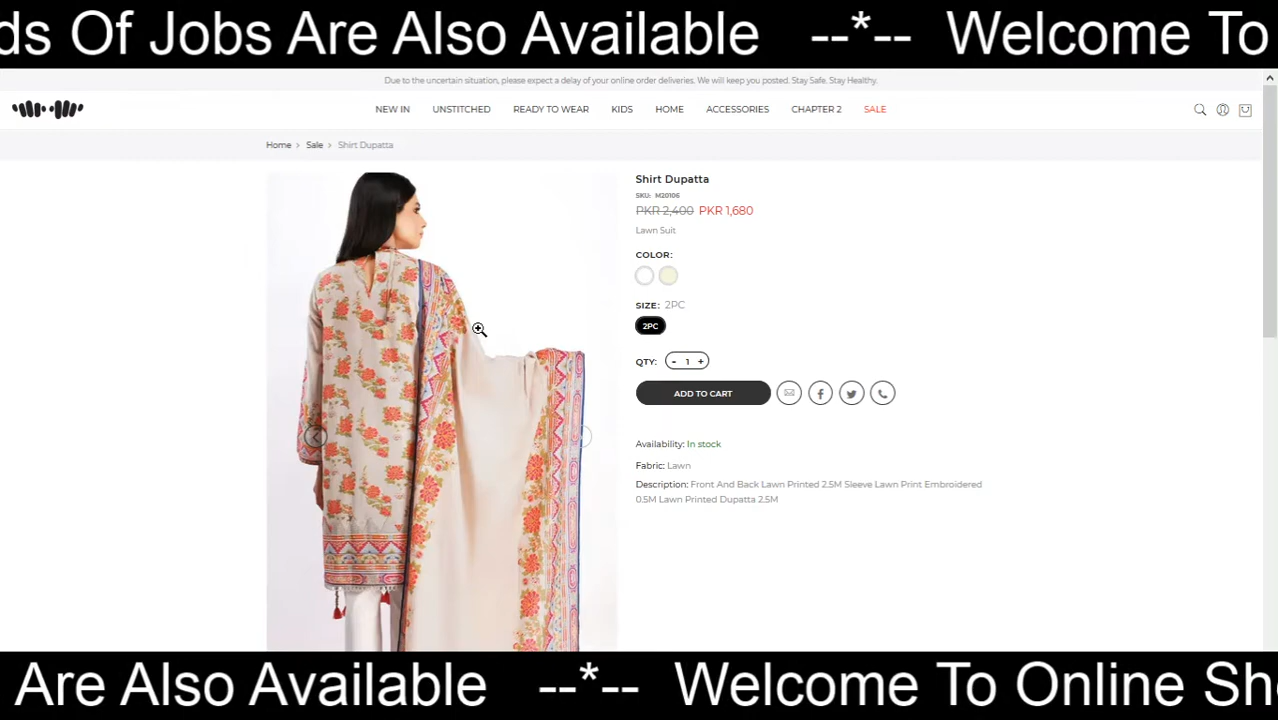 ds Of Jobs Are Also Available --*-- Welcome To
Due to the uncertain situation, please expect a delay of your online order deliveries. We will keep you posted. Stay Safe, Stay Healthy.
NEW IN UNSTITCHED READY TO WEAR KIDS HOME ACCESSORIES CHAPTER 2 SALE
Home > Sale > Shirt Dupatta
Shirt Dupatta
SKU: M20106
PKR 2,400 PKR 1,680
Lawn Suit
COLOR:
SIZE: 2PC
2PC
QTY: - 1 +
ADD TO CART
Availability: In stock
Fabric: Lawn
Description: Front And Back Lawn Printed 2.5M Sleeve Lawn Print Embroidered
0.5M Lawn Printed Dupatta 2.5M
Are Also Available --*-- Welcome To Online Sh